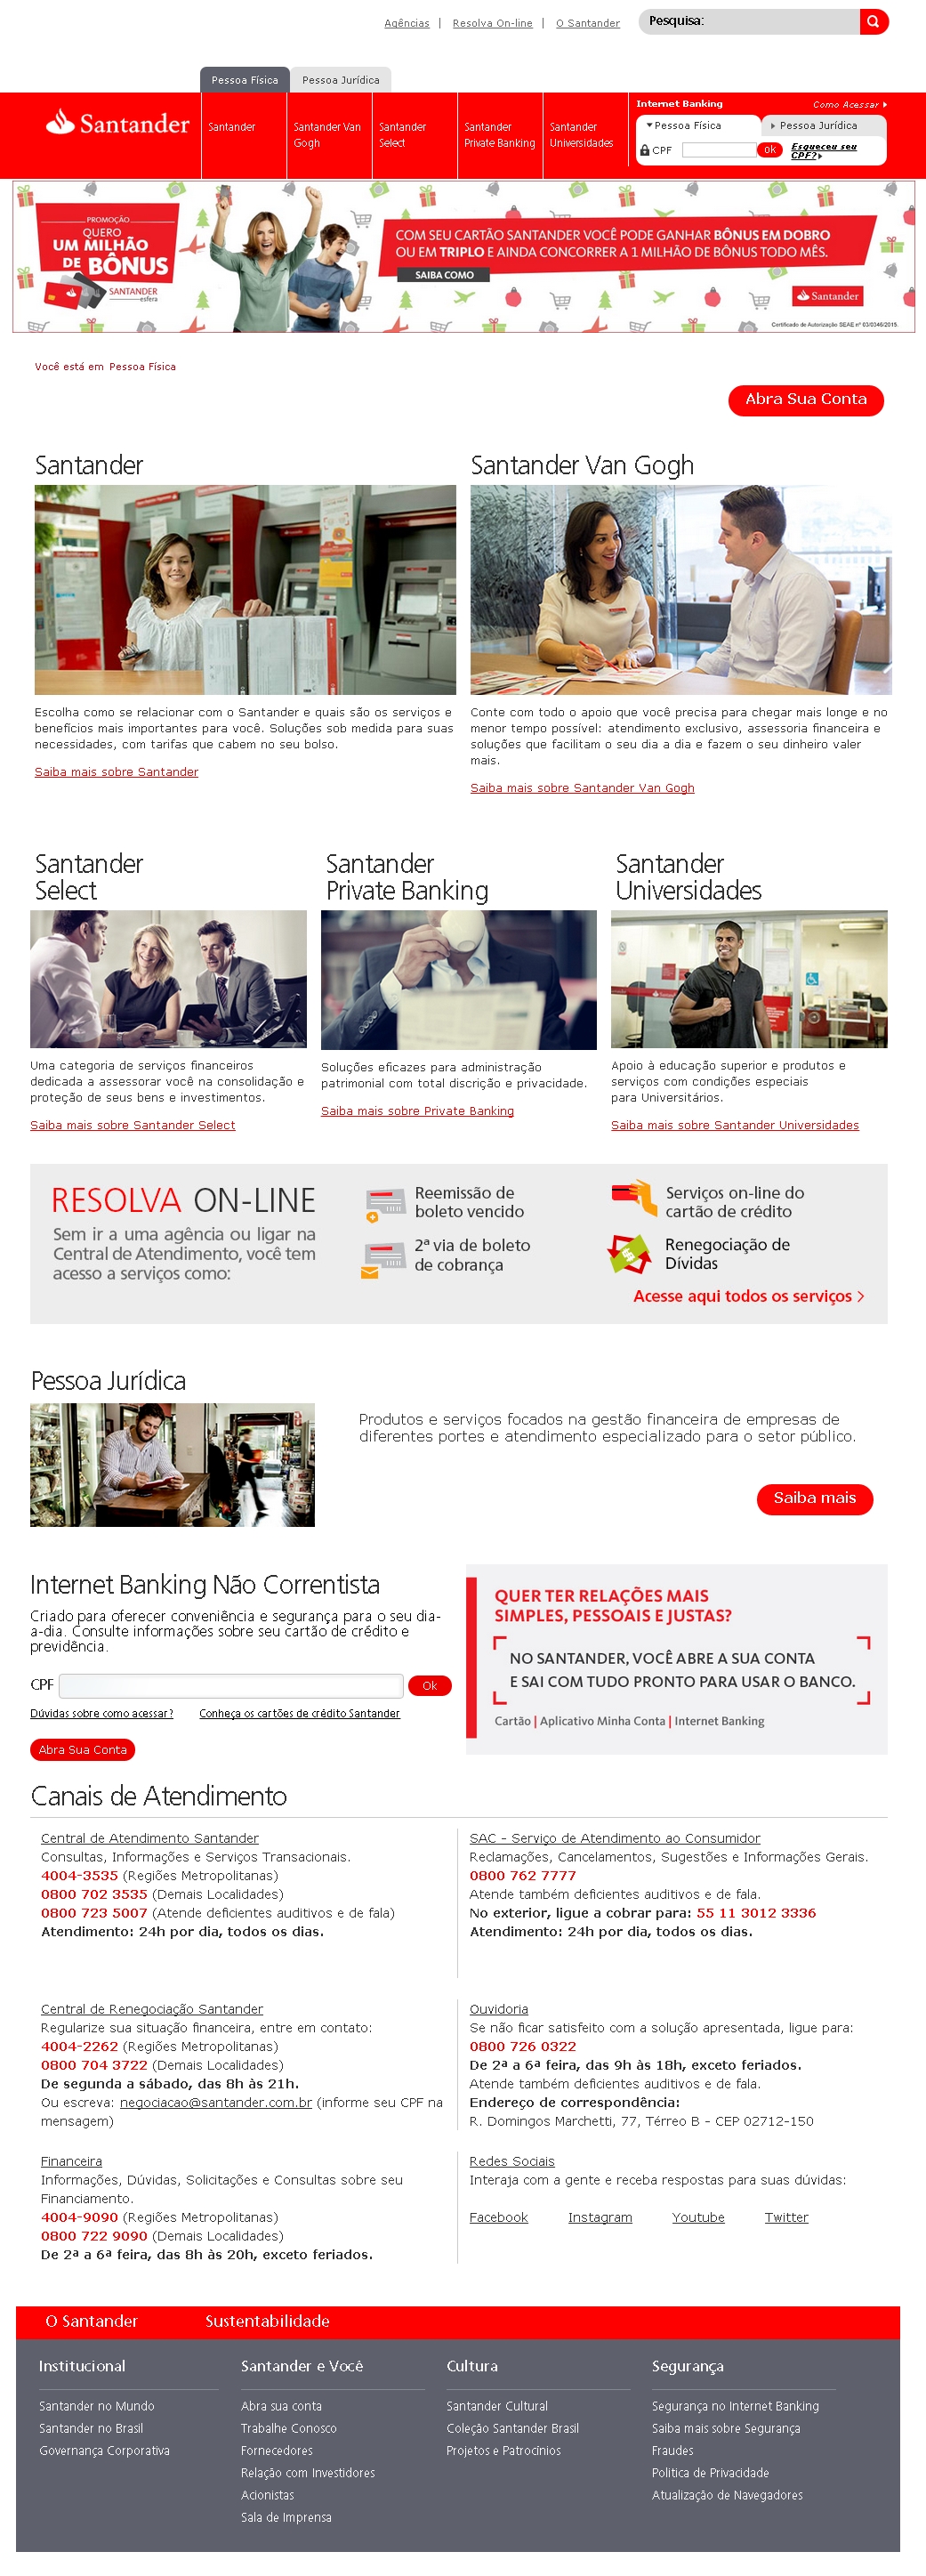 Agências | Resolva On-line | O Santander
Pesquisa:
Pessoa Física
Pessoa Jurídica
Santander
Santander
Santander Van
Gogh
Santander
Select
Santander
Private Banking
Santander
Universidades
Internet Banking
Como Acessar
Pessoa Física
Pessoa Jurídica
CPF
ok
Esqueceu seu
CPF?
PROMOÇÃO
QUERO
UM MILHÃO
DE BÔNUS
SANTANDER
esfera
COM SEU CARTÃO SANTANDER VOCÊ PODE GANHAR BÔNUS EM DOBRO
OU EM TRIPLO E AINDA CONCORRER A 1 MILHÃO DE BÔNUS TODO MÊS.
SAIBA COMO
Santander
Certificado de Autorização SEAE nº 03/0346/2015.
Você está em Pessoa Física
Abra Sua Conta
Santander
Escolha como se relacionar com o Santander e quais são os serviços e
benefícios mais importantes para você. Soluções sob medida para suas
necessidades, com tarifas que cabem no seu bolso.
Saiba mais sobre Santander
Santander Van Gogh
Conte com todo o apoio que você precisa para chegar mais longe e no
menor tempo possível: atendimento exclusivo, assessoria financeira e
soluções que facilitam o seu dia a dia e fazem o seu dinheiro valer
mais.
Saiba mais sobre Santander Van Gogh
Santander
Select
Uma categoria de serviços financeiros
dedicada a assessorar você na consolidação e
proteção de seus bens e investimentos.
Saiba mais sobre Santander Select
Santander
Private Banking
Soluções eficazes para administração
patrimonial com total discrição e privacidade.
Saiba mais sobre Private Banking
Santander
Universidades
Apoio à educação superior e produtos e
serviços com condições especiais
para Universitários.
Saiba mais sobre Santander Universidades
RESOLVA ON-LINE
Sem ir a uma agência ou ligar na
Central de Atendimento, você tem
acesso a serviços como:
Reemissão de
boleto vencido
2ª via de boleto
de cobrança
Serviços on-line do
cartão de crédito
Renegociação de
Dívidas
Acesse aqui todos os serviços >
Pessoa Jurídica
Produtos e serviços focados na gestão financeira de empresas de
diferentes portes e atendimento especializado para o setor público.
Saiba mais
Internet Banking Não Correntista
Criado para oferecer conveniência e segurança para o seu dia-
a-dia. Consulte informações sobre seu cartão de crédito e
previdência.
CPF
Ok
Dúvidas sobre como acessar?
Conheça os cartões de crédito Santander
Abra Sua Conta
QUER TER RELAÇÕES MAIS
SIMPLES, PESSOAIS E JUSTAS?
NO SANTANDER, VOCÊ ABRE A SUA CONTA
E SAI COM TUDO PRONTO PARA USAR O BANCO.
Cartão | Aplicativo Minha Conta | Internet Banking
Canais de Atendimento
Central de Atendimento Santander
Consultas, Informações e Serviços Transacionais.
4004-3535 (Regiões Metropolitanas)
0800 702 3535 (Demais Localidades)
0800 723 5007 (Atende deficientes auditivos e de fala)
Atendimento: 24h por dia, todos os dias.
SAC - Serviço de Atendimento ao Consumidor
Reclamações, Cancelamentos, Sugestões e Informações Gerais.
0800 762 7777
Atende também deficientes auditivos e de fala.
No exterior, ligue a cobrar para: 55 11 3012 3336
Atendimento: 24h por dia, todos os dias.
Central de Renegociação Santander
Regularize sua situação financeira, entre em contato:
4004-2262 (Regiões Metropolitanas)
0800 704 3722 (Demais Localidades)
De segunda a sábado, das 8h às 21h.
Ou escreva: negociacao@santander.com.br (informe seu CPF na
mensagem)
Ouvidoria
Se não ficar satisfeito com a solução apresentada, ligue para:
0800 726 0322
De 2ª a 6ª feira, das 9h às 18h, exceto feriados.
Atende também deficientes auditivos e de fala.
Endereço de correspondência:
R. Domingos Marchetti, 77, Térreo B - CEP 02712-150
Financeira
Informações, Dúvidas, Solicitações e Consultas sobre seu
Financiamento.
4004-9090 (Regiões Metropolitanas)
0800 722 9090 (Demais Localidades)
De 2ª a 6ª feira, das 8h às 20h, exceto feriados.
Redes Sociais
Interaja com a gente e receba respostas para suas dúvidas:
Facebook Instagram Youtube Twitter
O Santander
Sustentabilidade
Institucional
Santander no Mundo
Santander no Brasil
Governança Corporativa
Santander e Você
Abra sua conta
Trabalhe Conosco
Fornecedores
Relação com Investidores
Acionistas
Sala de Imprensa
Cultura
Santander Cultural
Coleção Santander Brasil
Projetos e Patrocínios
Segurança
Segurança no Internet Banking
Saiba mais sobre Segurança
Fraudes
Politica de Privacidade
Atualização de Navegadores